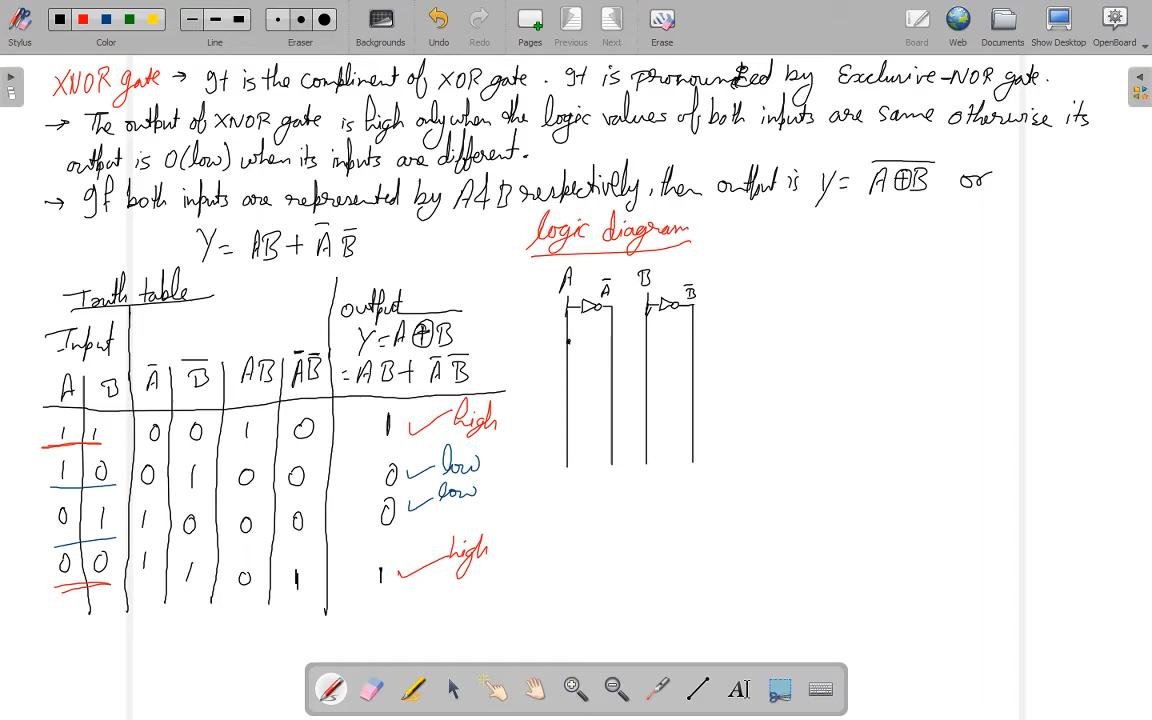 Stylus
Color
Line
Eraser
Backgrounds
Undo
Redo
Pages
Previous
Next
Erase
Board
Web
Documents
Show Desktop
OpenBoard
XNOR gate → It is the compliment of XOR gate. It is pronounced by Exclusive-NOR gate.
→ The output of XNOR gate is high only when the logic values of both inputs are same otherwise its
output is 0(low) when its inputs are different.
→ If both inputs are represented by A & B respectively, then output is Y = \overline{A⊕B} or
Y = AB + A̅ B̅
logic diagram
A A̅ B B̅
Truth table
Input
output
Y = A ⊕ B
A B A̅ B̅ AB A̅ B̅ = AB + A̅ B̅
1 1 0 0 1 0 1 high
1 0 0 1 0 0 0 low
0 1 1 0 0 0 0 low
0 0 1 1 0 1 1 high
AI